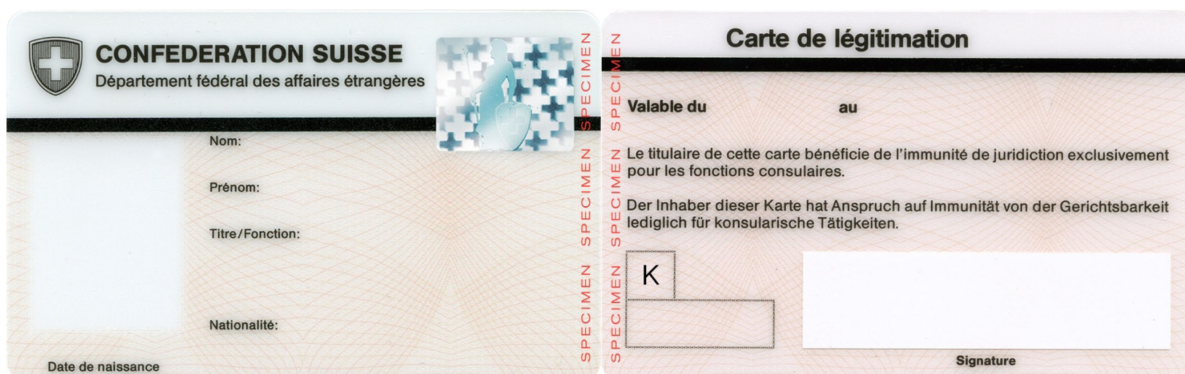 CONFEDERATION SUISSE
Département fédéral des affaires étrangères
Nom:
Prénom:
Titre/Fonction:
Nationalité:
Date de naissance
SPECIMEN SPECIMEN SPECIMEN
SPECIMEN SPECIMEN SPECIMEN
Carte de légitimation
Valable du au
Le titulaire de cette carte bénéficie de l'immunité de juridiction exclusivement
pour les fonctions consulaires.
Der Inhaber dieser Karte hat Anspruch auf Immunität von der Gerichtsbarkeit
lediglich für konsularische Tätigkeiten.
K
Signature